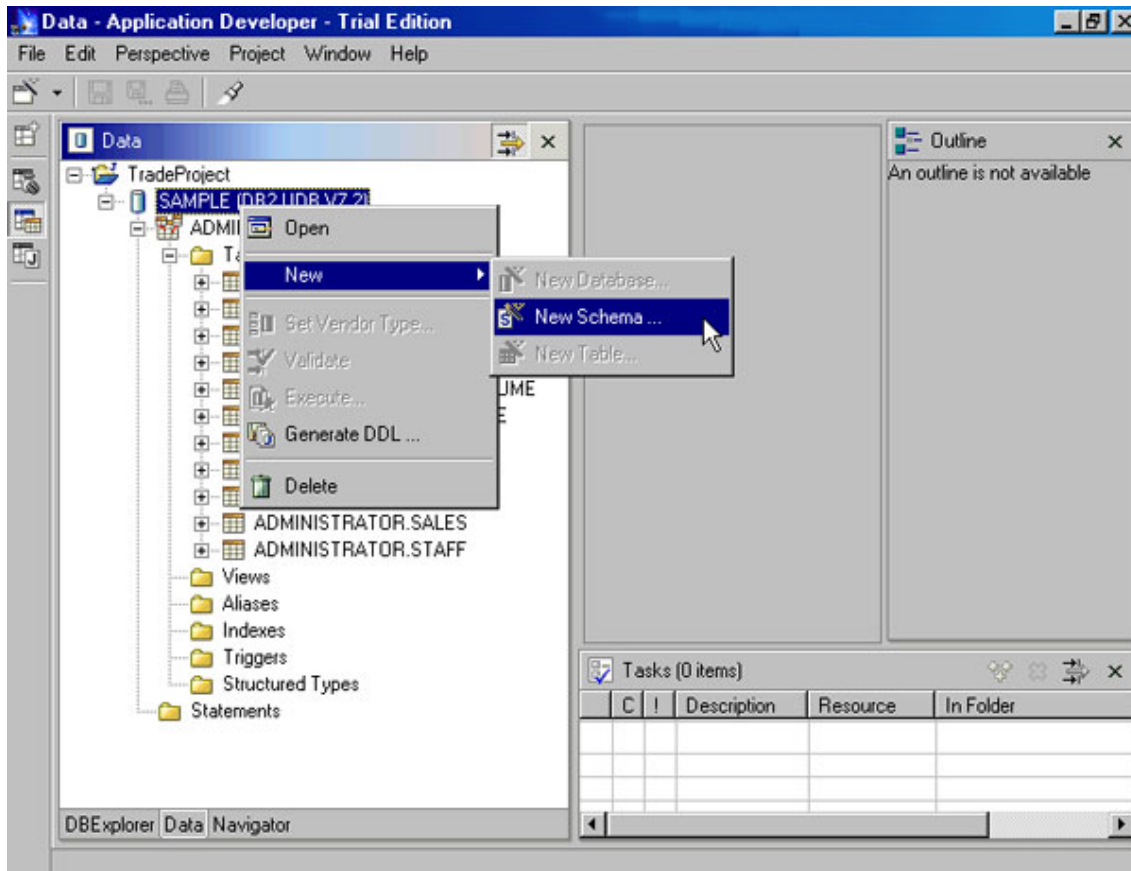 Data - Application Developer - Trial Edition
File Edit Perspective Project Window Help
Data
TradeProject
SAMPLE (DB2 UDB V7.2)
ADMI
Open
Ta
New
New Database...
New Schema ...
New Table...
Set Vendor Type...
Validate
Execute...
Generate DDL ...
Delete
UME
E
ADMINISTRATOR.SALES
ADMINISTRATOR.STAFF
Views
Aliases
Indexes
Triggers
Structured Types
Statements
DBExplorer Data Navigator
Outline
An outline is not available
Tasks (0 items)
C ! Description Resource In Folder